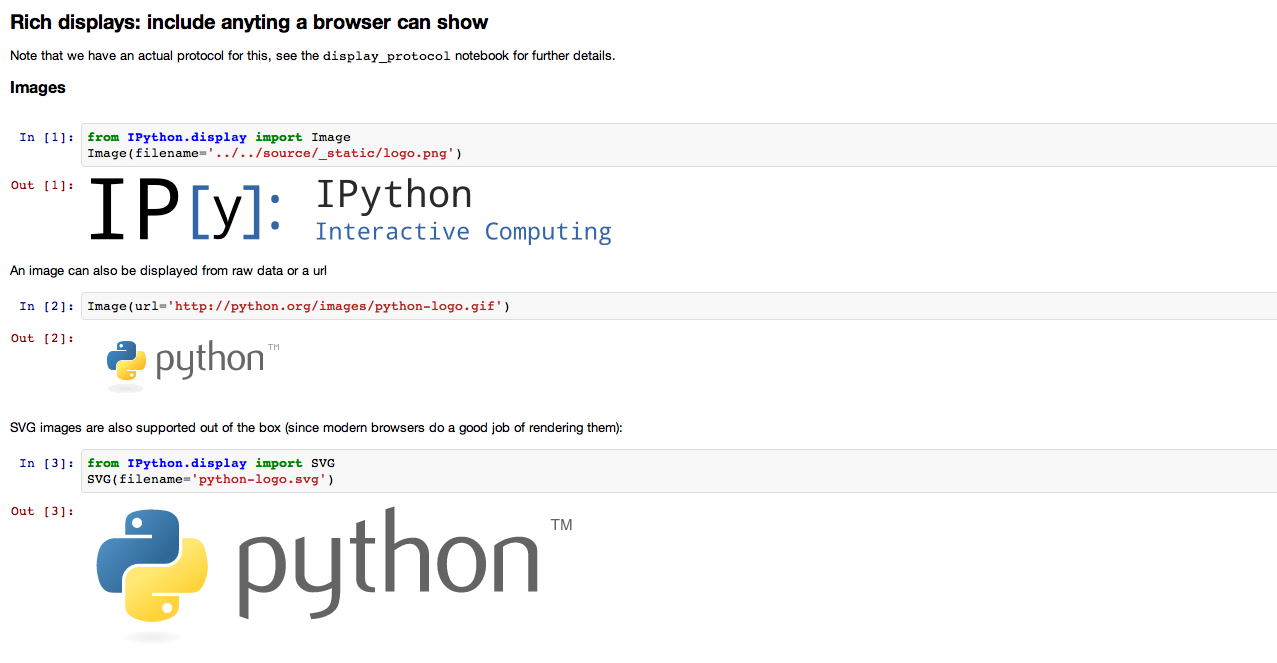 Rich displays: include anyting a browser can show
Note that we have an actual protocol for this, see the display_protocol notebook for further details.
Images
In [1]: from IPython.display import Image
Image(filename='../../source/_static/logo.png')
Out [1]: IP[y]: IPython
Interactive Computing
An image can also be displayed from raw data or a url
In [2]: Image(url='http://python.org/images/python-logo.gif')
Out [2]: python TM
SVG images are also supported out of the box (since modern browsers do a good job of rendering them):
In [3]: from IPython.display import SVG
SVG(filename='python-logo.svg')
Out [3]: python TM